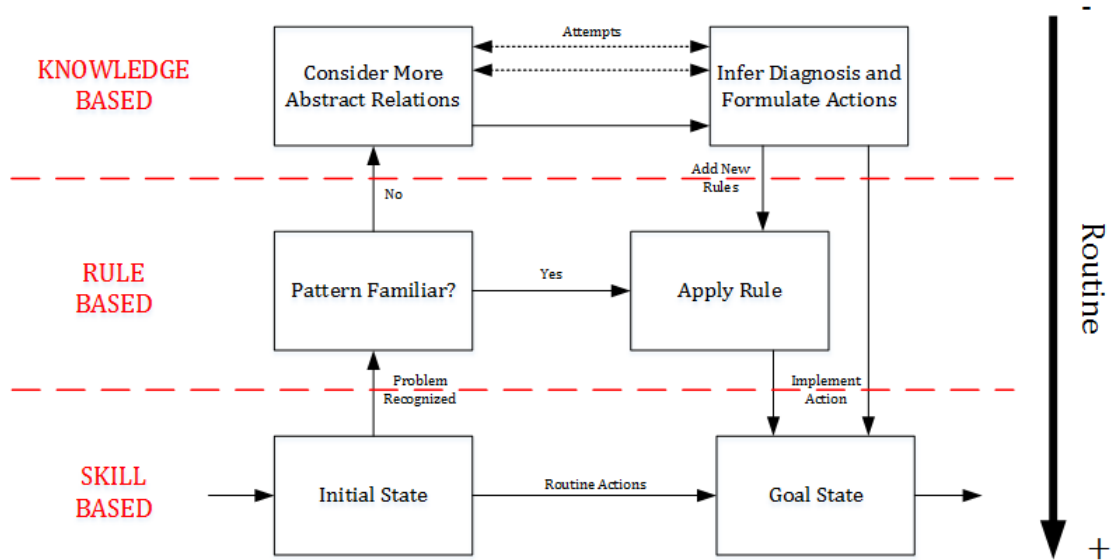 -
Attempts
KNOWLEDGE
BASED
Consider More
Abstract Relations
Infer Diagnosis and
Formulate Actions
Add New
Rules
No
Routine
RULE
BASED
Pattern Familiar?
Yes
Apply Rule
Problem
Recognized
Implement
Action
SKILL
BASED
Initial State
Routine Actions
Goal State
+